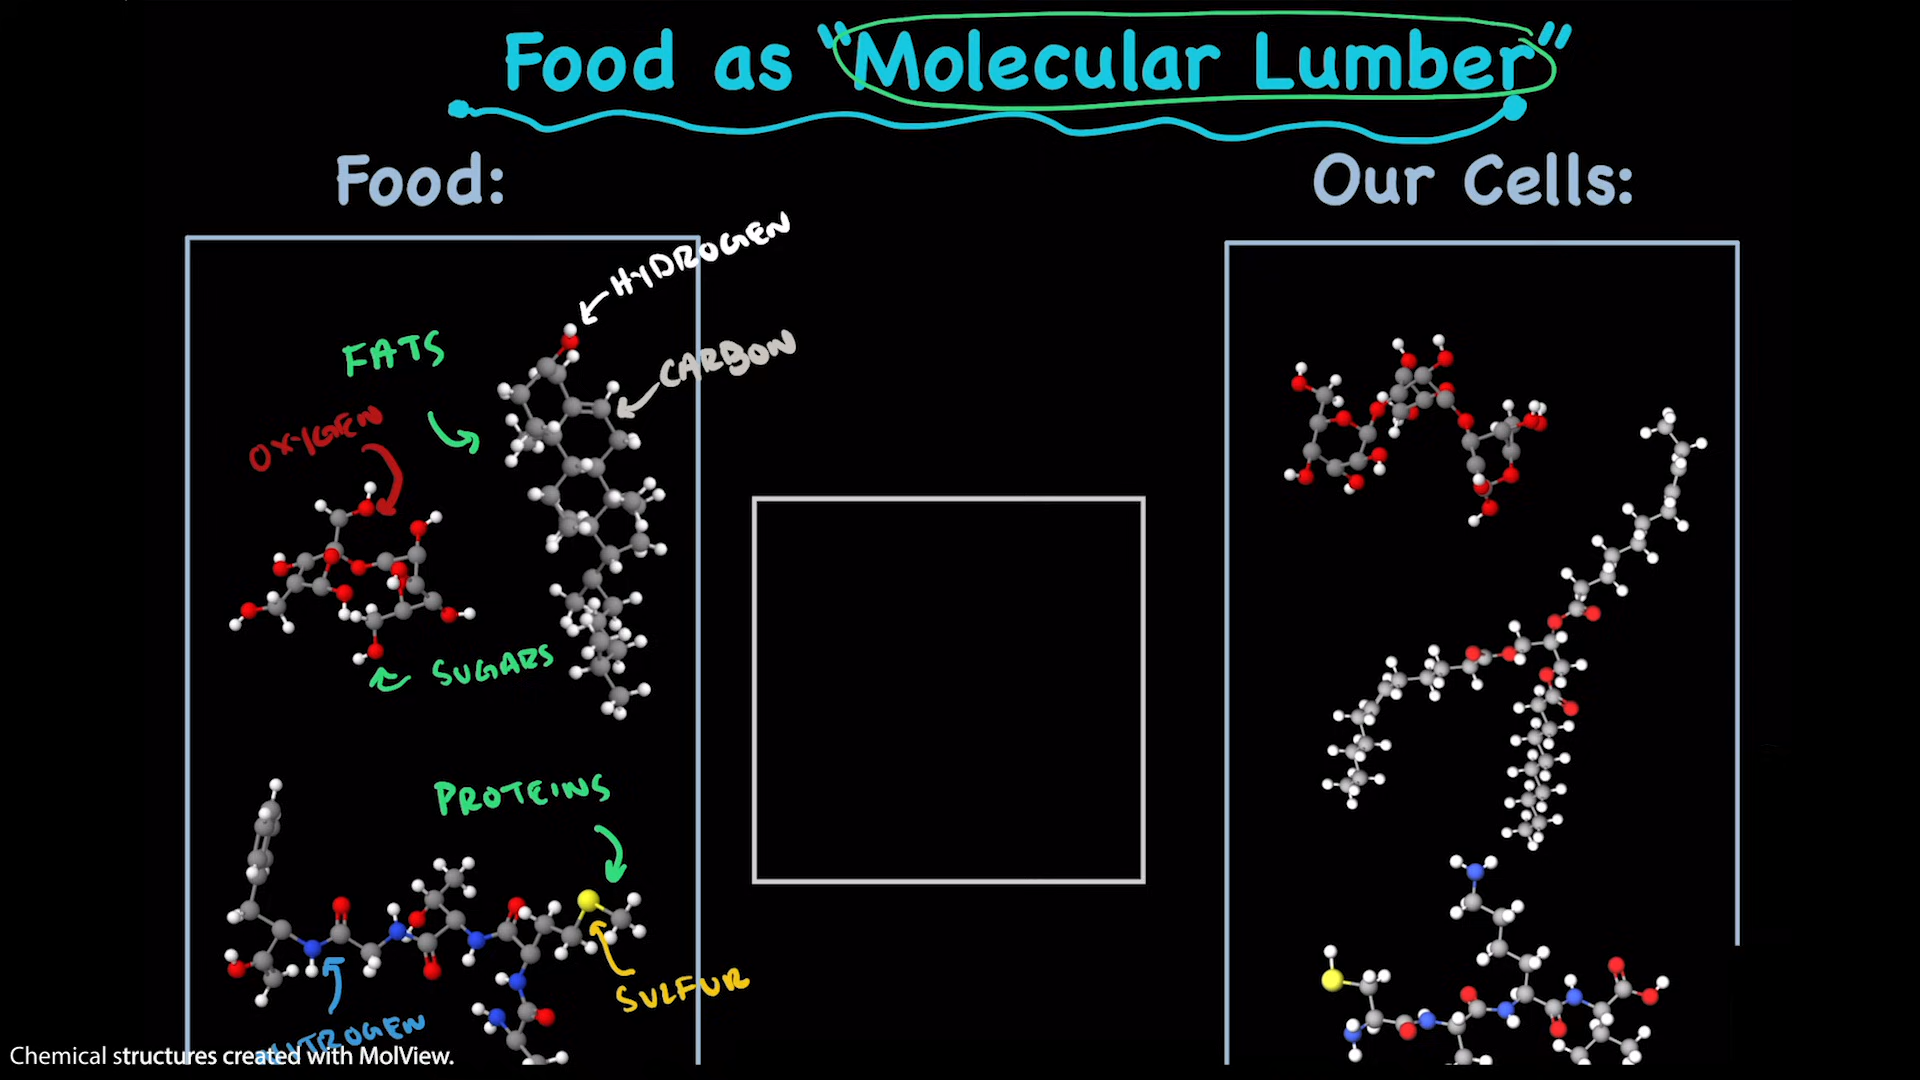 Food as "Molecular Lumber"
Food:
Our Cells:
HYDROGEN
CARBON
FATS
OXYGEN
SUGARS
PROTEINS
SULFUR
NITROGEN
Chemical structures created with MolView.